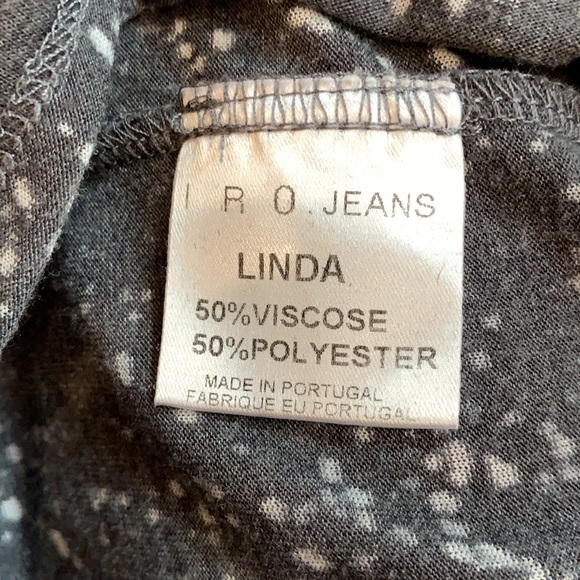 I R O . JEANS
LINDA
50%VISCOSE
50%POLYESTER
MADE IN PORTUGAL
FABRIQUE EU PORTUGAL